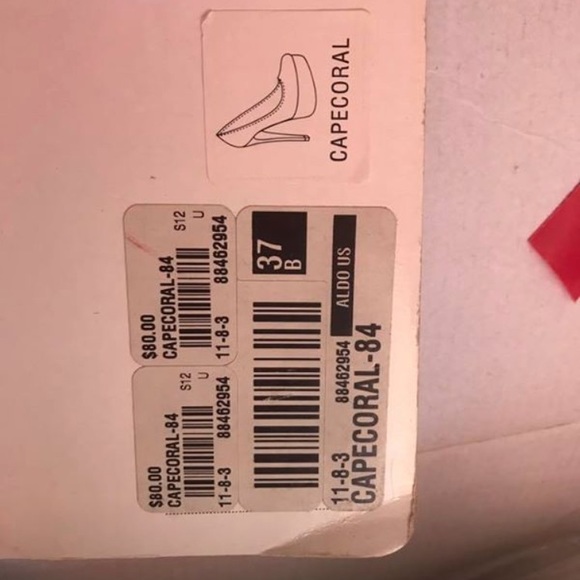 CAPECORAL
$80.00
CAPECORAL-84
S12
U
11-8-3 88462954
$80.00
CAPECORAL-84
S12
U
11-8-3 88462954
37
B
ALDO US
11-8-3 88462954
CAPECORAL-84